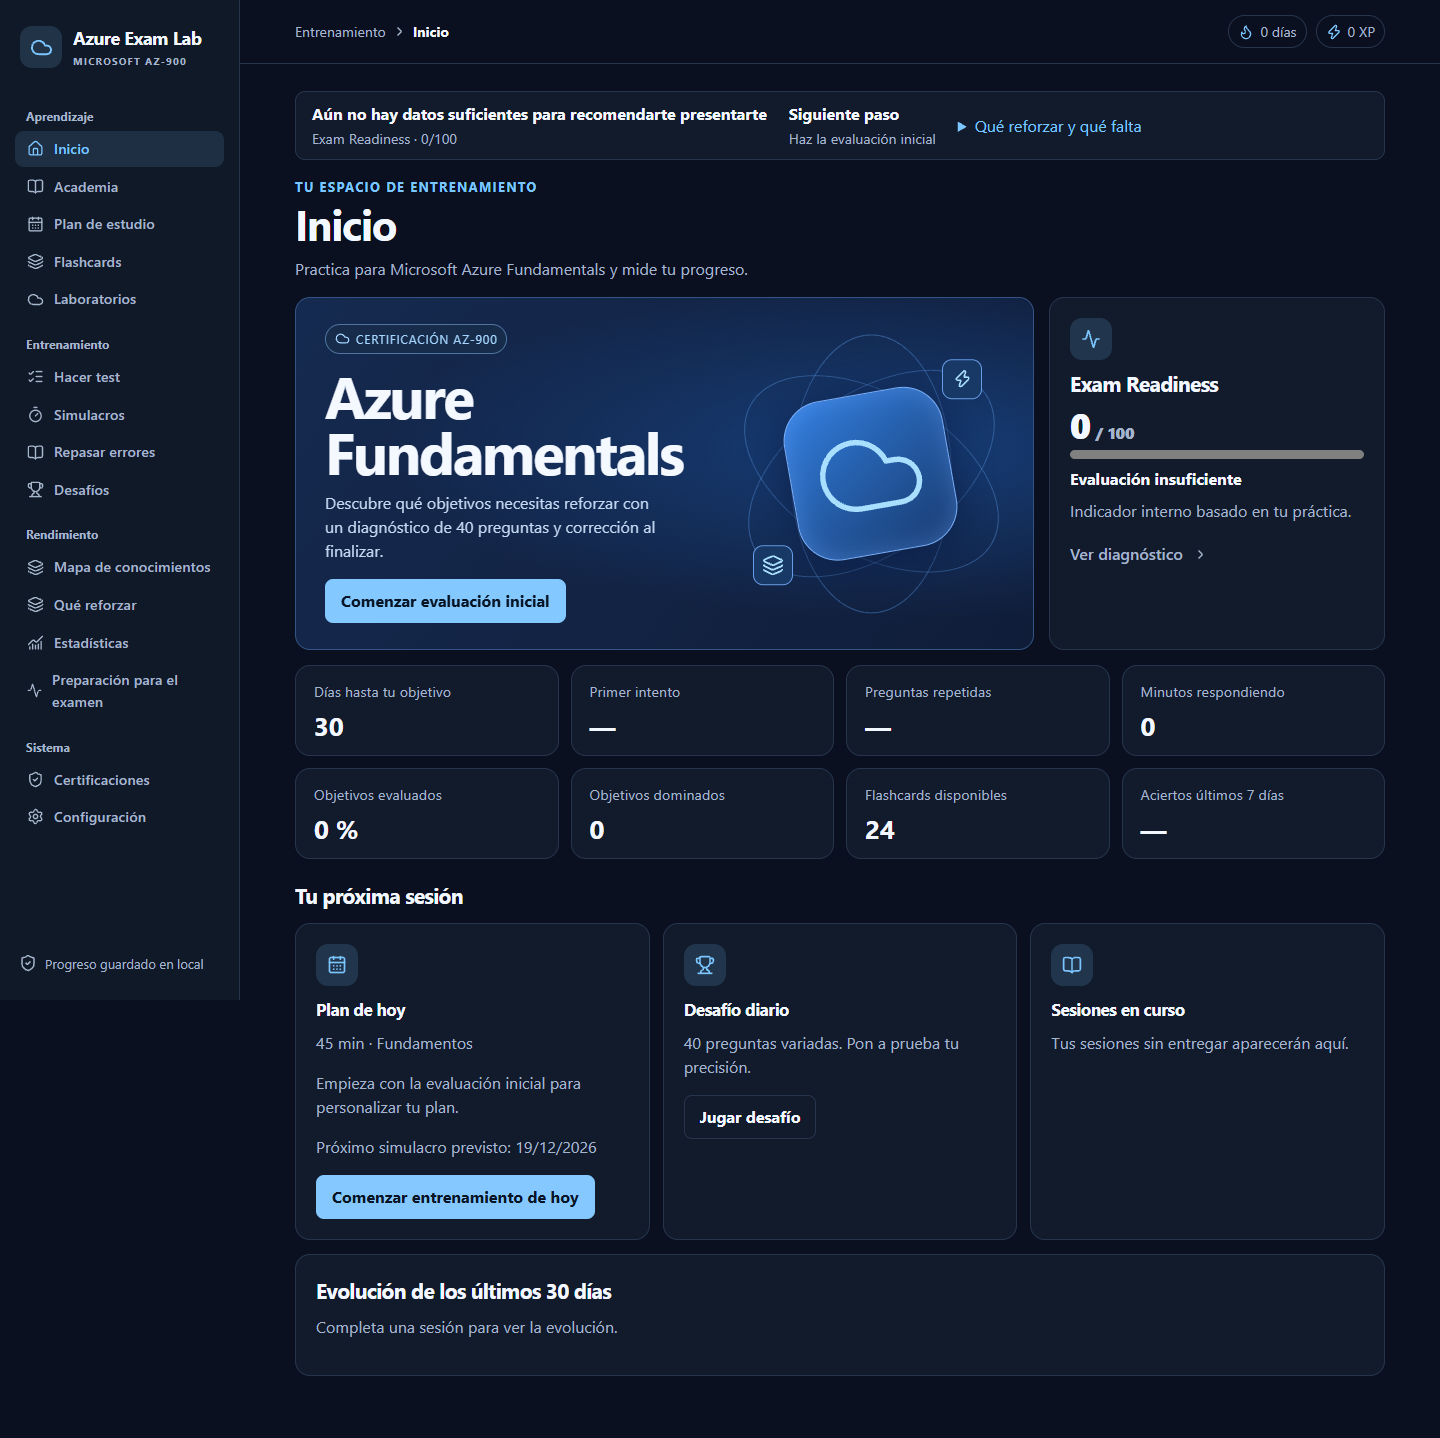 Azure Exam Lab
MICROSOFT AZ-900
Aprendizaje
Inicio
Academia
Plan de estudio
Flashcards
Laboratorios
Entrenamiento
Hacer test
Simulacros
Repasar errores
Desafíos
Rendimiento
Mapa de conocimientos
Qué reforzar
Estadísticas
Preparación para el
examen
Sistema
Certificaciones
Configuración
Progreso guardado en local
Entrenamiento > Inicio
0 días
0 XP
Aún no hay datos suficientes para recomendarte presentarte
Exam Readiness · 0/100
Siguiente paso
Haz la evaluación inicial
Qué reforzar y qué falta
TU ESPACIO DE ENTRENAMIENTO
Inicio
Practica para Microsoft Azure Fundamentals y mide tu progreso.
CERTIFICACIÓN AZ-900
Azure
Fundamentals
Descubre qué objetivos necesitas reforzar con
un diagnóstico de 40 preguntas y corrección al
finalizar.
Comenzar evaluación inicial
Exam Readiness
0 / 100
Evaluación insuficiente
Indicador interno basado en tu práctica.
Ver diagnóstico
Días hasta tu objetivo
30
Primer intento
—
Preguntas repetidas
—
Minutos respondiendo
0
Objetivos evaluados
0 %
Objetivos dominados
0
Flashcards disponibles
24
Aciertos últimos 7 días
—
Tu próxima sesión
Plan de hoy
45 min · Fundamentos
Empieza con la evaluación inicial para
personalizar tu plan.
Próximo simulacro previsto: 19/12/2026
Comenzar entrenamiento de hoy
Desafío diario
40 preguntas variadas. Pon a prueba tu
precisión.
Jugar desafío
Sesiones en curso
Tus sesiones sin entregar aparecerán aquí.
Evolución de los últimos 30 días
Completa una sesión para ver la evolución.